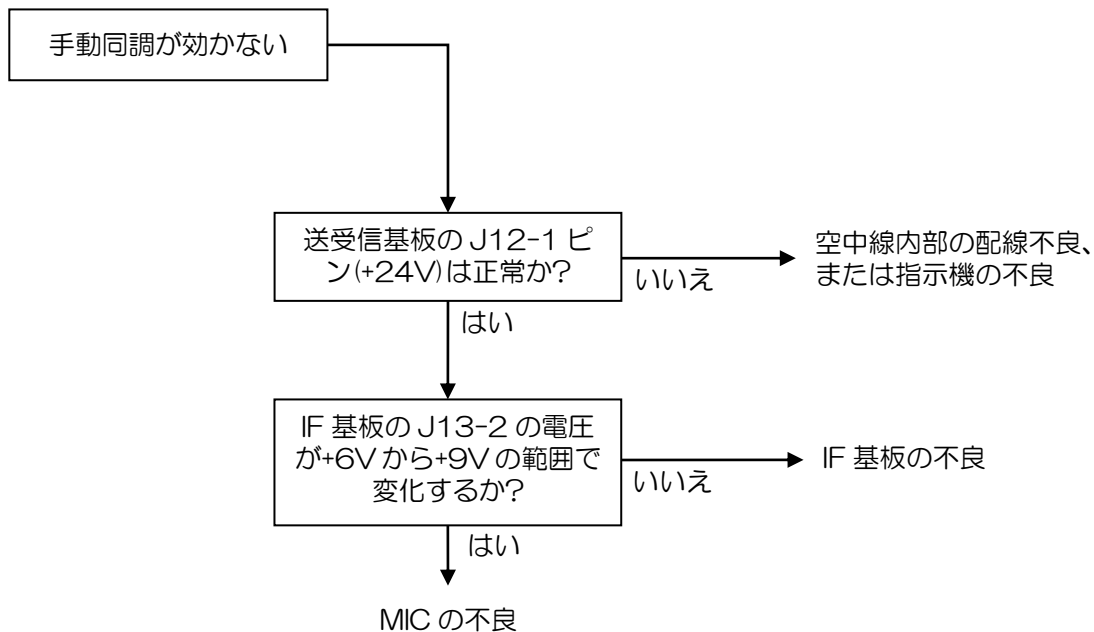 手動同調が効かない
送受信基板の J12-1 ピ
ン(+24V)は正常か?
いいえ
空中線内部の配線不良、
または指示機の不良
はい
IF 基板の J13-2 の電圧
が+6V から+9V の範囲で
変化するか?
いいえ
IF 基板の不良
はい
MIC の不良